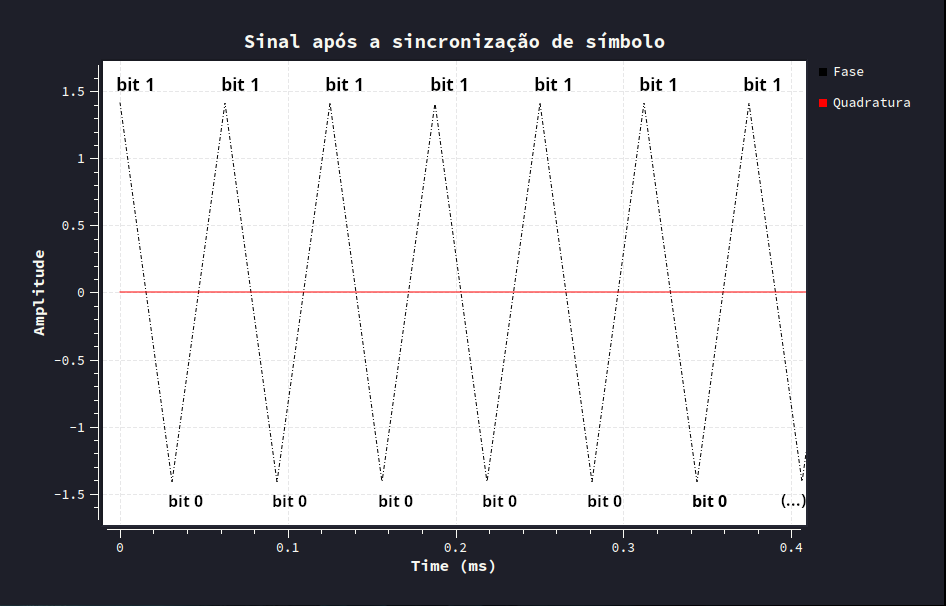 Sinal após a sincronização de símbolo
Fase
Quadratura
bit 1 bit 1 bit 1 bit 1 bit 1 bit 1 bit 1
1.5
1
0.5
0
−0.5
−1
−1.5
Amplitude
bit 0 bit 0 bit 0 bit 0 bit 0 bit 0 (...)
0 0.1 0.2 0.3 0.4
Time (ms)